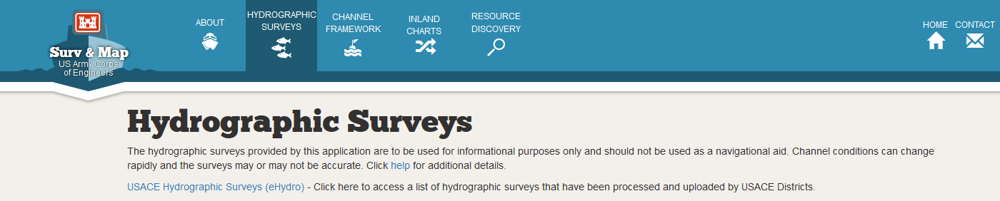 Surv & Map
US Army Corps
of Engineers
ABOUT
HYDROGRAPHIC
SURVEYS
CHANNEL
FRAMEWORK
INLAND
CHARTS
RESOURCE
DISCOVERY
HOME
CONTACT
Hydrographic Surveys
The hydrographic surveys provided by this application are to be used for informational purposes only and should not be used as a navigational aid. Channel conditions can change
rapidly and the surveys may or may not be accurate. Click help for additional details.
USACE Hydrographic Surveys (eHydro) - Click here to access a list of hydrographic surveys that have been processed and uploaded by USACE Districts.